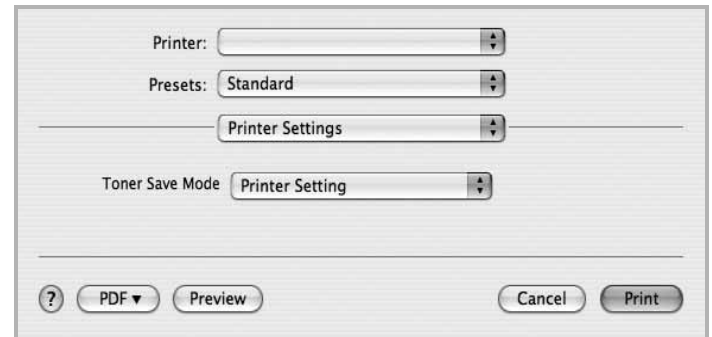 Printer:
Presets: Standard
Printer Settings
Toner Save Mode Printer Setting
? PDF ▼ Preview Cancel Print